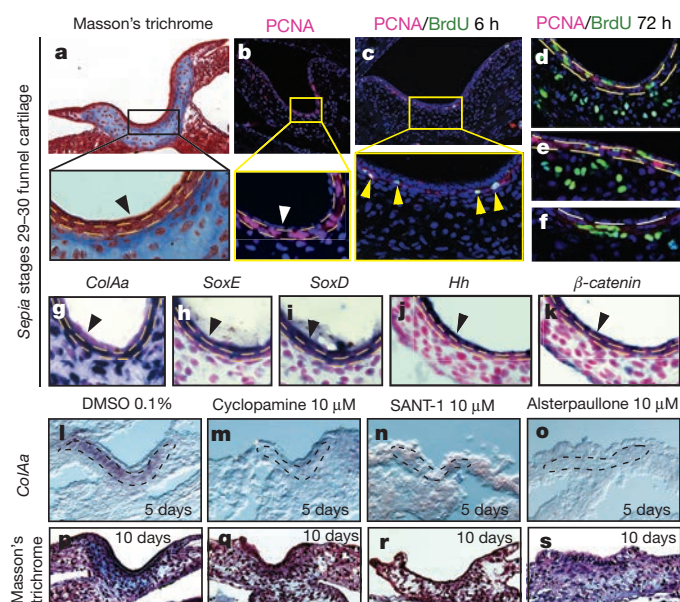 Masson's trichrome
PCNA
PCNA/BrdU 6 h
PCNA/BrdU 72 h
a
b
c
d
e
f
Sepia stages 29–30 funnel cartilage
ColAa
SoxE
SoxD
Hh
β-catenin
g
h
i
j
k
DMSO 0.1%
Cyclopamine 10 μM
SANT-1 10 μM
Alsterpaullone 10 μM
ColAa
l
m
n
o
5 days
5 days
5 days
5 days
Masson's
trichrome
p
q
r
s
10 days
10 days
10 days
10 days